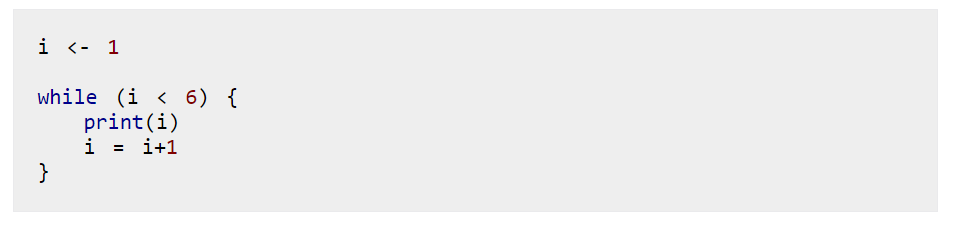 i <- 1
while (i < 6) {
    print(i)
    i = i+1
}